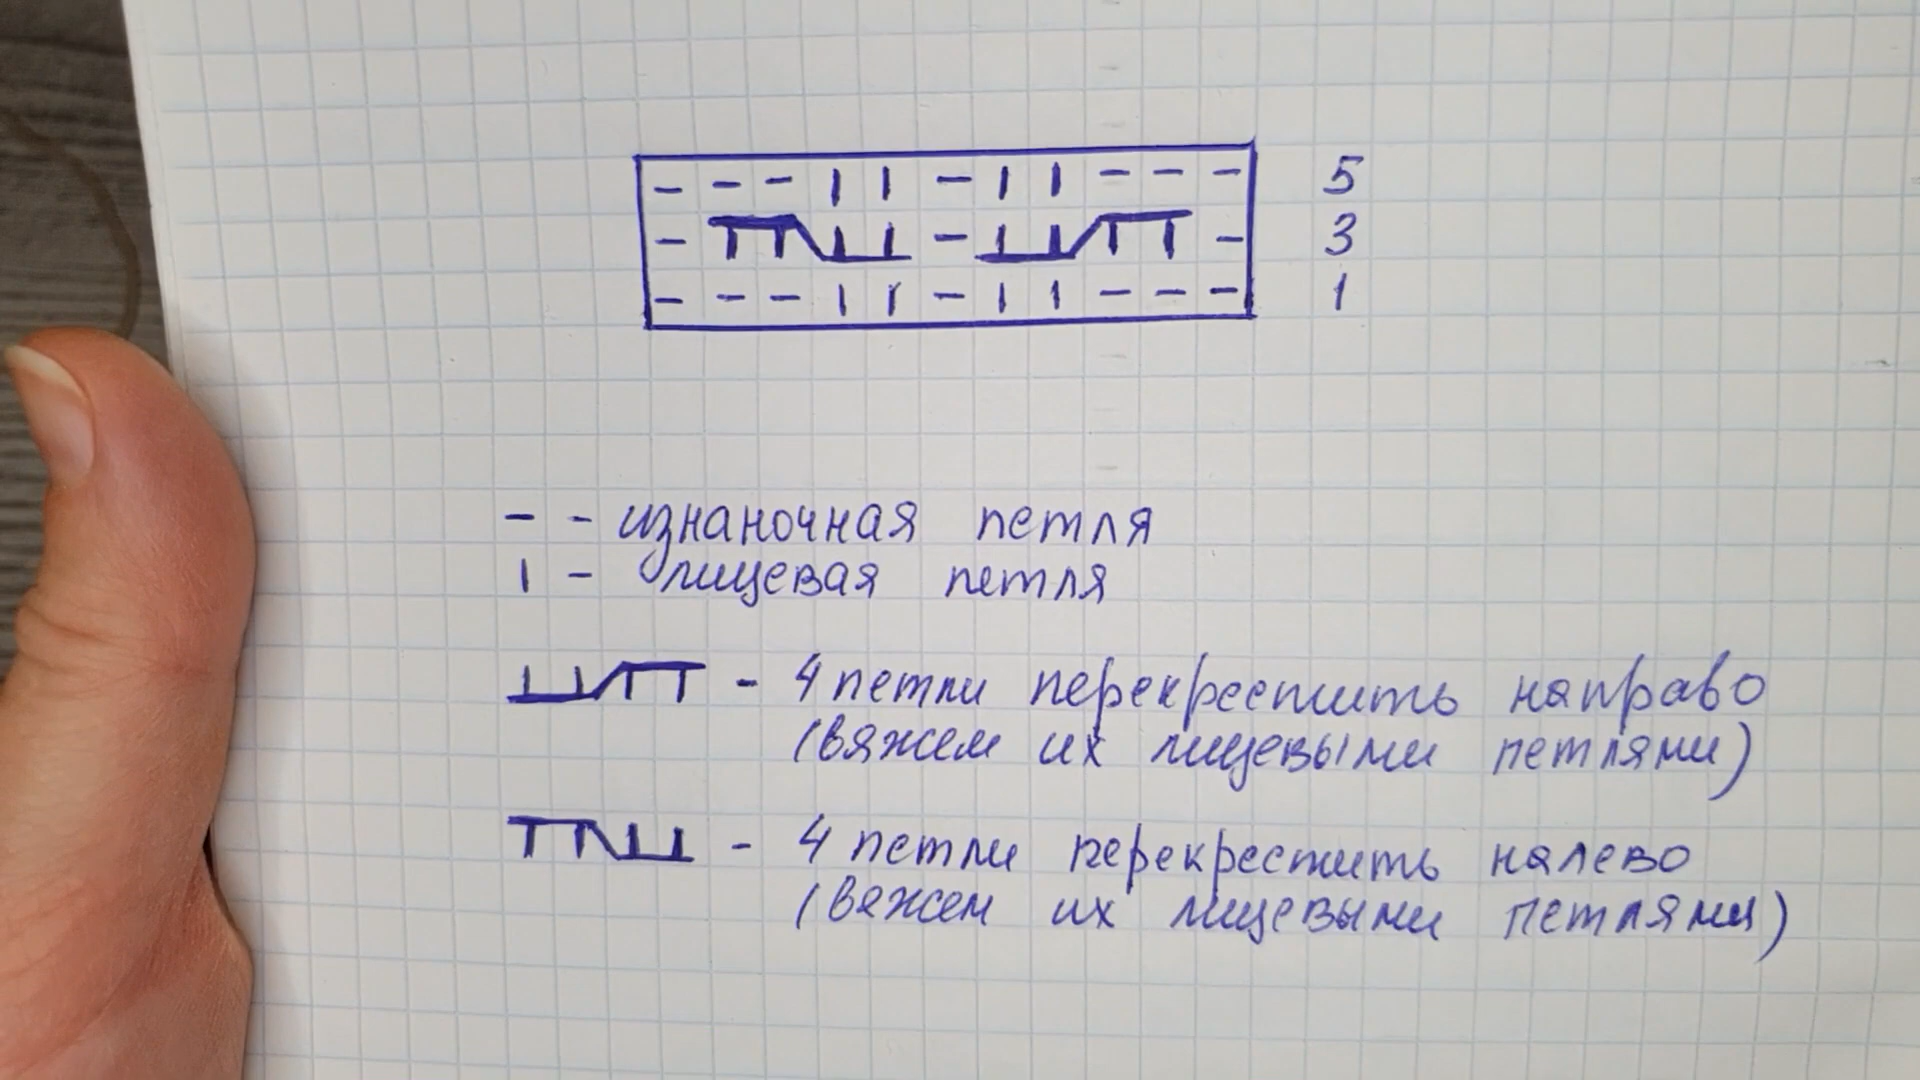 - - - | | - | | - - - 5
- - - 3
- - - | | - | | - - - 1
- - изнаночная петля
| - лицевая петля
- 4 петли перекрестить направо
(вяжем их лицевыми петлями)
- 4 петли перекрестить налево
(вяжем их лицевыми петлями)